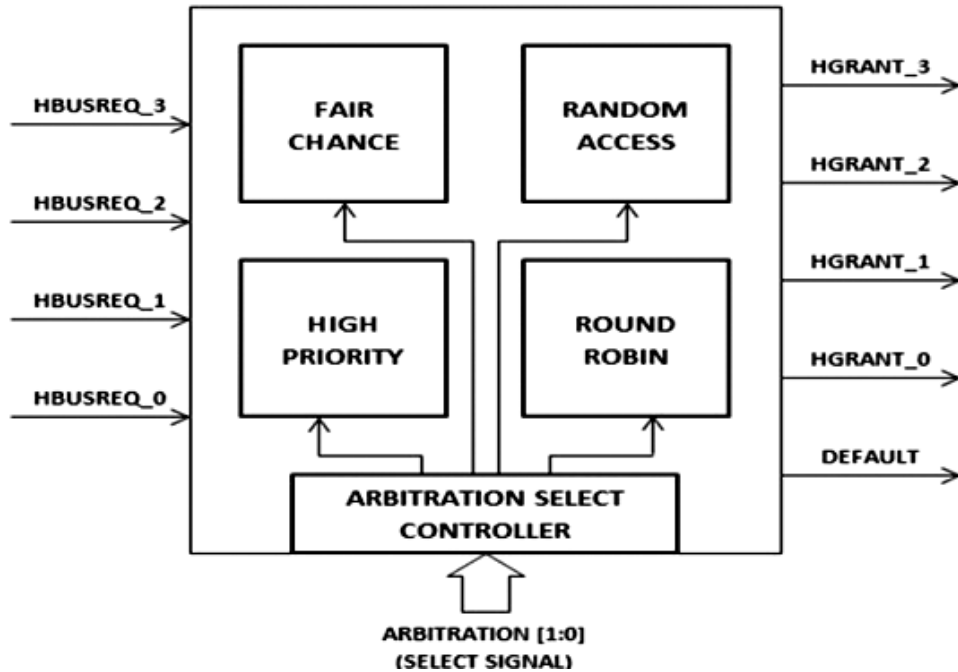 HBUSREQ_3
HBUSREQ_2
HBUSREQ_1
HBUSREQ_0
FAIR
CHANCE
RANDOM
ACCESS
HIGH
PRIORITY
ROUND
ROBIN
ARBITRATION SELECT
CONTROLLER
HGRANT_3
HGRANT_2
HGRANT_1
HGRANT_0
DEFAULT
ARBITRATION [1:0]
(SELECT SIGNAL)